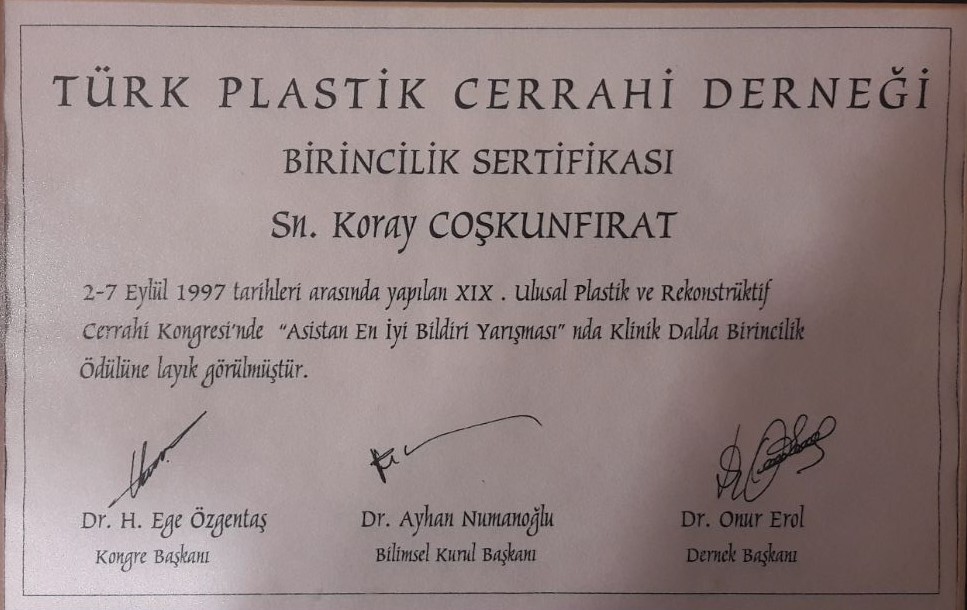 TÜRK PLASTİK CERRAHİ DERNEĞİ
BİRİNCİLİK SERTİFİKASI
Sn. Koray COŞKUNFIRAT
2-7 Eylül 1997 tarihleri arasında yapılan XIX . Ulusal Plastik ve Rekonstrüktif
Cerrahi Kongresi'nde "Asistan En İyi Bildiri Yarışması" nda Klinik Dalda Birincilik
Ödülüne layık görülmüştür.
Dr. H. Ege Özgentaş Dr. Ayhan Numanoğlu Dr. Onur Erol
Kongre Başkanı Bilimsel Kurul Başkanı Dernek Başkanı